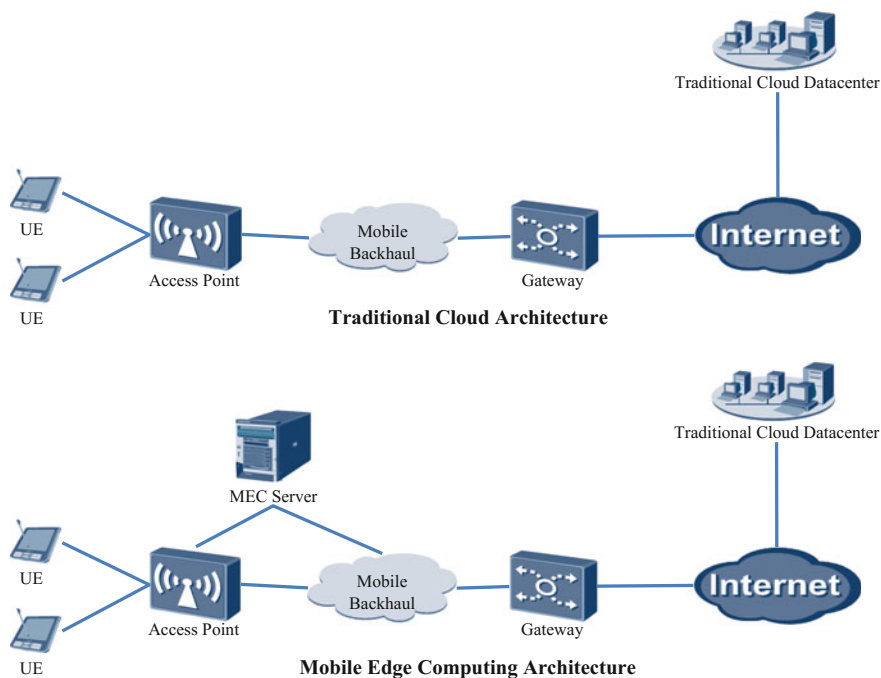 Traditional Cloud Datacenter
UE
Mobile
Backhaul
Internet
UE
Access Point
Gateway
Traditional Cloud Architecture
Traditional Cloud Datacenter
MEC Server
UE
Mobile
Backhaul
Internet
UE
Access Point
Gateway
Mobile Edge Computing Architecture